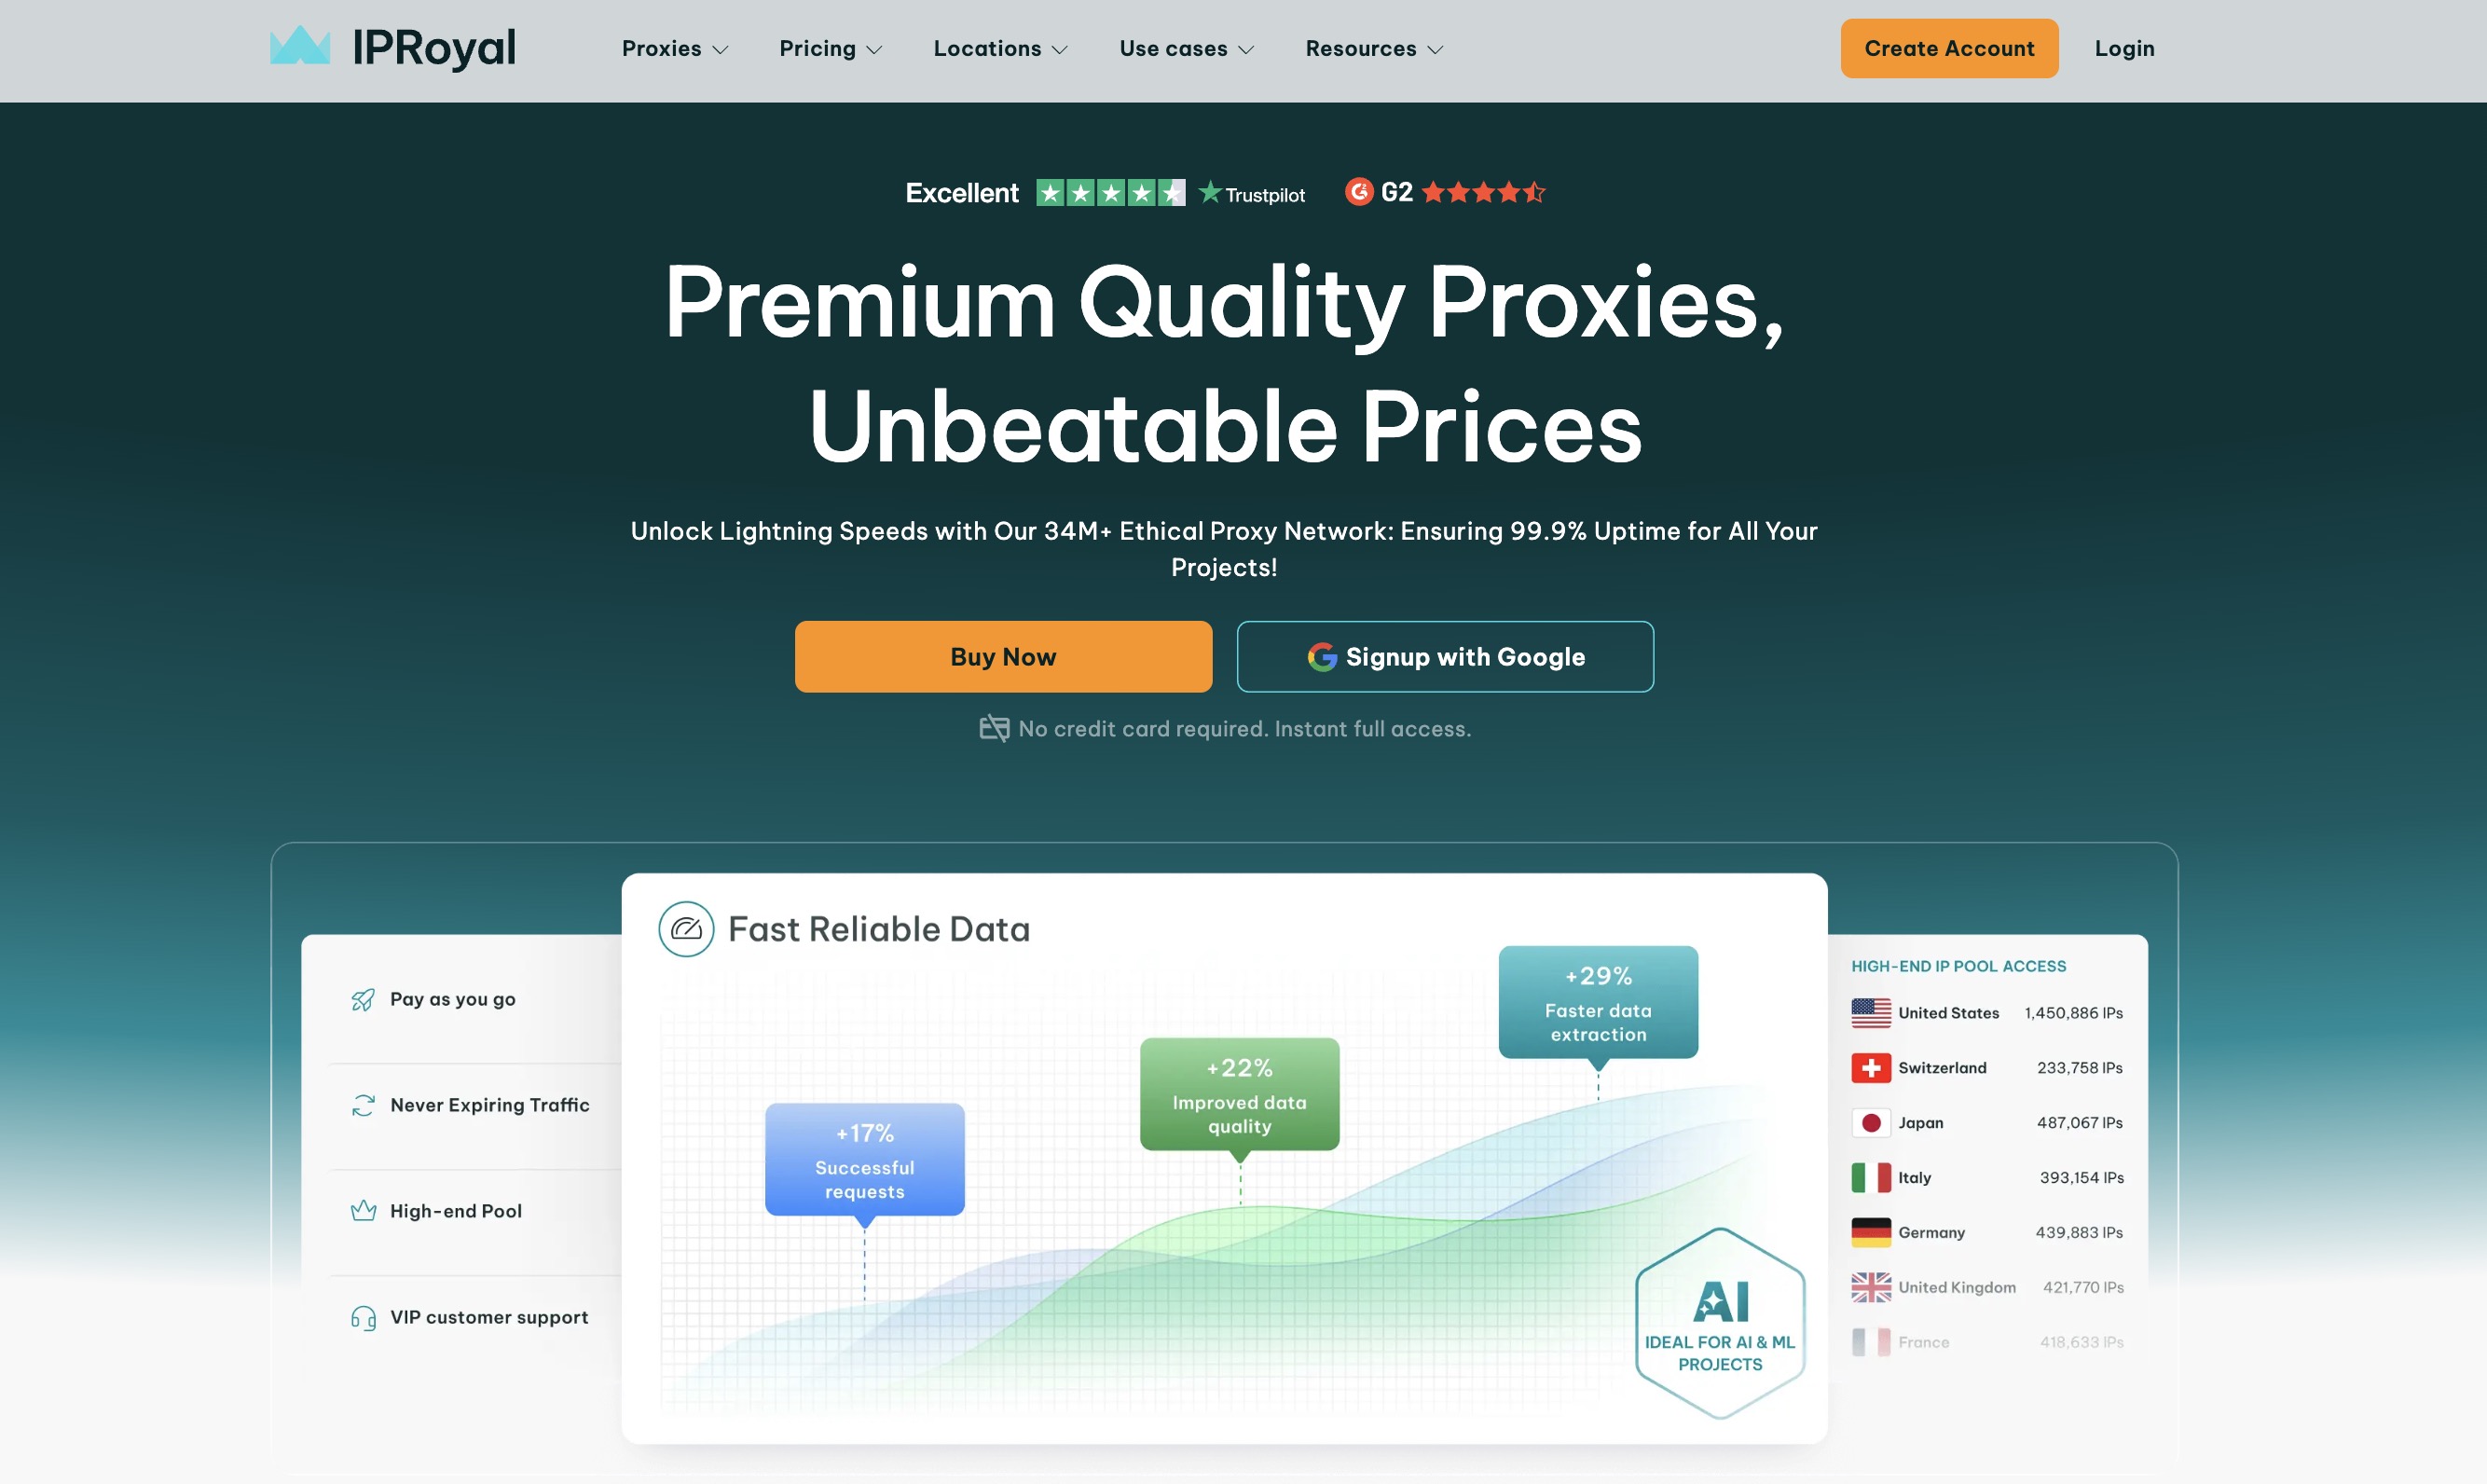 IPRoyal
Proxies
Pricing
Locations
Use cases
Resources
Create Account
Login
Excellent
Trustpilot
G2
Premium Quality Proxies,
Unbeatable Prices
Unlock Lightning Speeds with Our 34M+ Ethical Proxy Network: Ensuring 99.9% Uptime for All Your
Projects!
Buy Now
Signup with Google
No credit card required. Instant full access.
Pay as you go
Never Expiring Traffic
High-end Pool
VIP customer support
Fast Reliable Data
+17%
Successful
requests
+22%
Improved data
quality
+29%
Faster data
extraction
AI
IDEAL FOR AI & ML
PROJECTS
HIGH-END IP POOL ACCESS
United States 1,450,886 IPs
Switzerland 233,758 IPs
Japan 487,067 IPs
Italy 393,154 IPs
Germany 439,883 IPs
United Kingdom 421,770 IPs
France 418,633 IPs